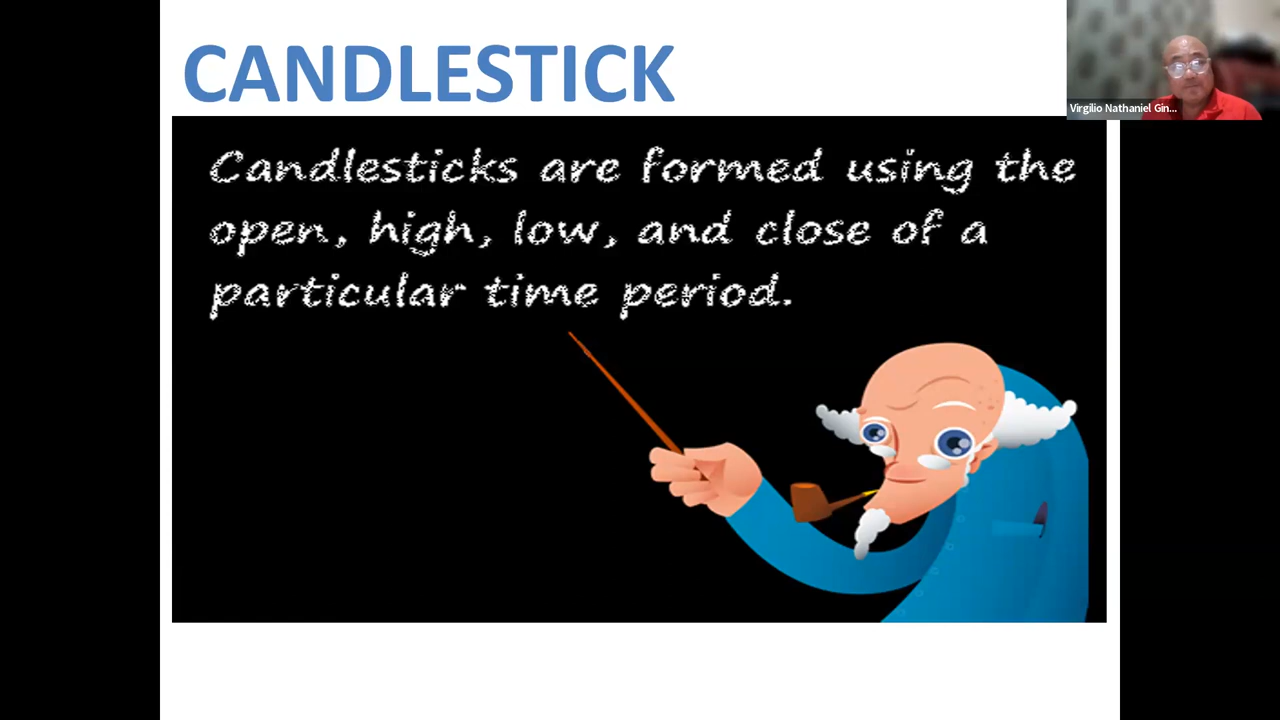 CANDLESTICK
Virgilio Nathaniel Gin...
Candlesticks are formed using the
open, high, low, and close of a
particular time period.